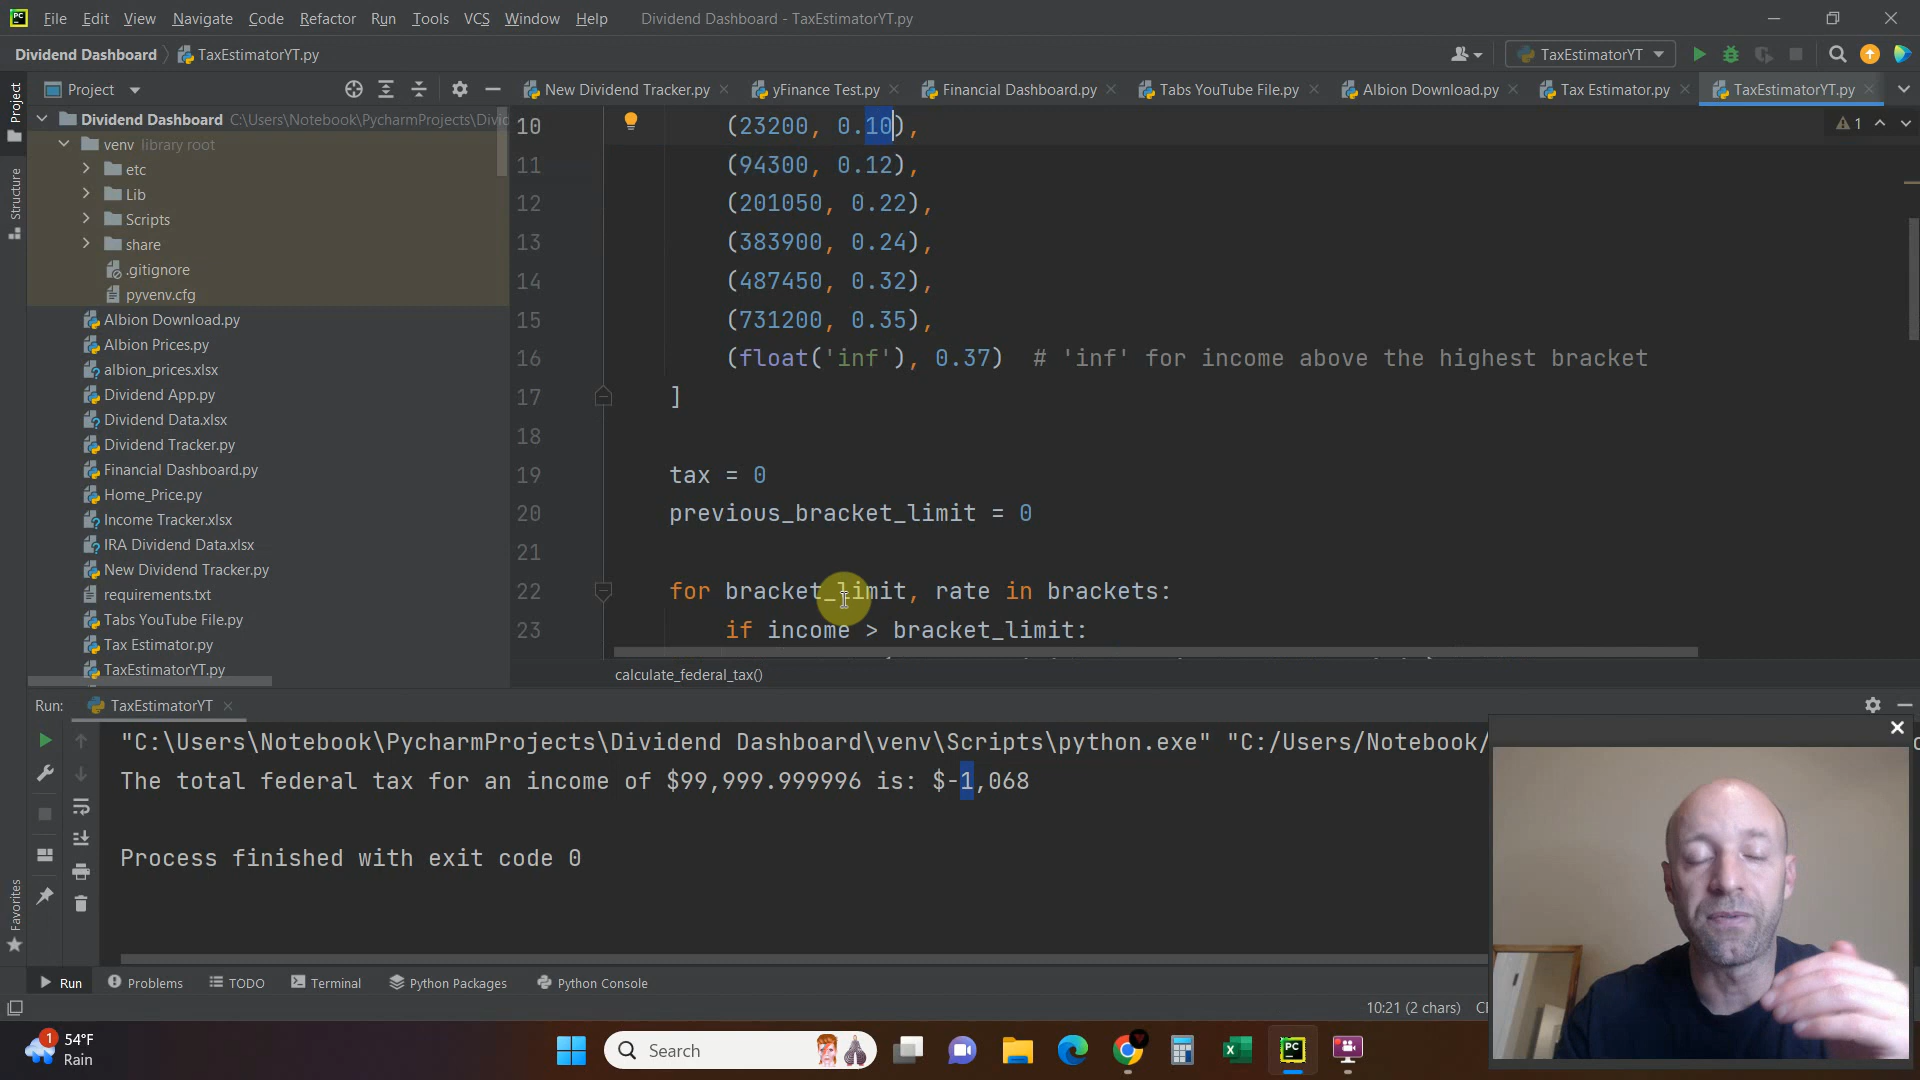 File Edit View Navigate Code Refactor Run Tools VCS Window Help Dividend Dashboard - TaxEstimatorYT.py
Dividend Dashboard TaxEstimatorYT.py TaxEstimatorYT
Project New Dividend Tracker.py yFinance Test.py Financial Dashboard.py Tabs YouTube File.py Albion Download.py Tax Estimator.py TaxEstimatorYT.py
Project
Structure
Favorites
Dividend Dashboard C:\Users\Notebook\PycharmProjects\Divid
venv library root
etc
Lib
Scripts
share
.gitignore
pyvenv.cfg
Albion Download.py
Albion Prices.py
albion_prices.xlsx
Dividend App.py
Dividend Data.xlsx
Dividend Tracker.py
Financial Dashboard.py
Home_Price.py
Income Tracker.xlsx
IRA Dividend Data.xlsx
New Dividend Tracker.py
requirements.txt
Tabs YouTube File.py
Tax Estimator.py
TaxEstimatorYT.py
1
10 (23200, 0.10),
11 (94300, 0.12),
12 (201050, 0.22),
13 (383900, 0.24),
14 (487450, 0.32),
15 (731200, 0.35),
16 (float('inf'), 0.37) # 'inf' for income above the highest bracket
17 ]
18
19 tax = 0
20 previous_bracket_limit = 0
21
22 for bracket_limit, rate in brackets:
23 if income > bracket_limit:
calculate_federal_tax()
Run: TaxEstimatorYT
"C:\Users\Notebook\PycharmProjects\Dividend Dashboard\venv\Scripts\python.exe" "C:/Users/Notebook/
The total federal tax for an income of $99,999.999996 is: $-1,068
Process finished with exit code 0
Run Problems TODO Terminal Python Packages Python Console
10:21 (2 chars)
1 54°F
Rain
Search
PC